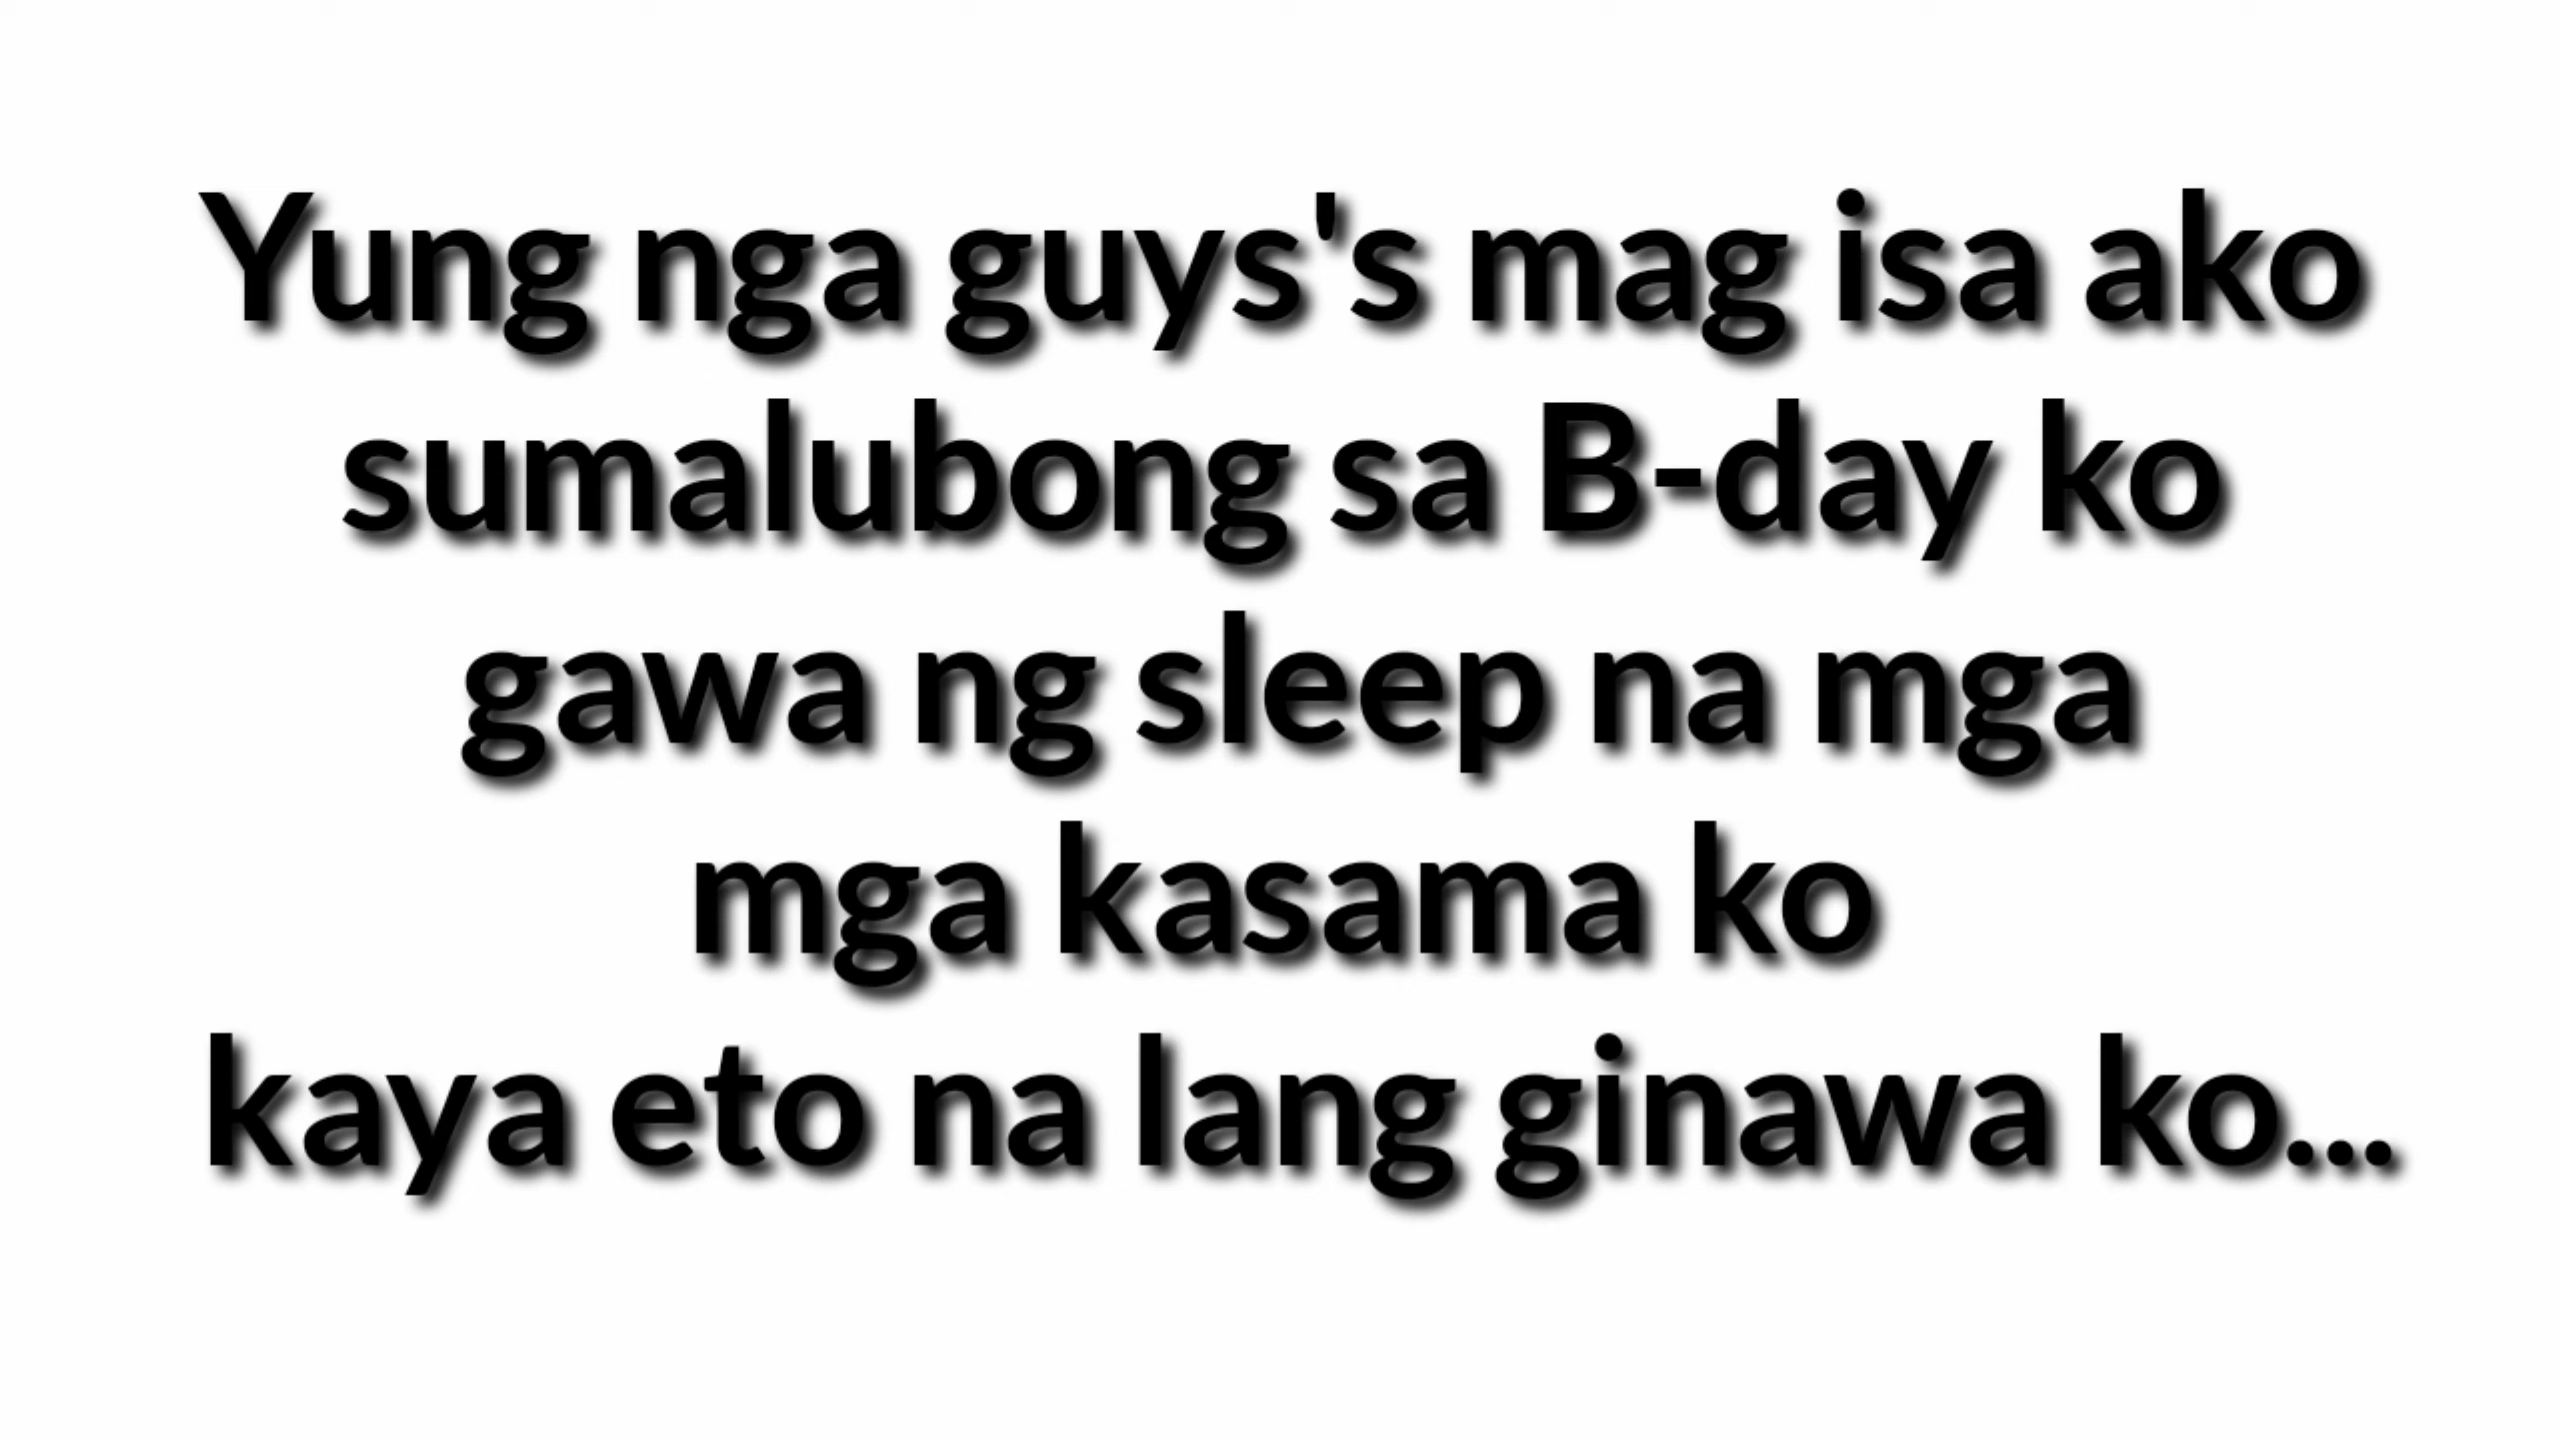 Yung nga guys's mag isa ako
sumalubong sa B-day ko
gawa ng sleep na mga
mga kasama ko
kaya eto na lang ginawa ko...